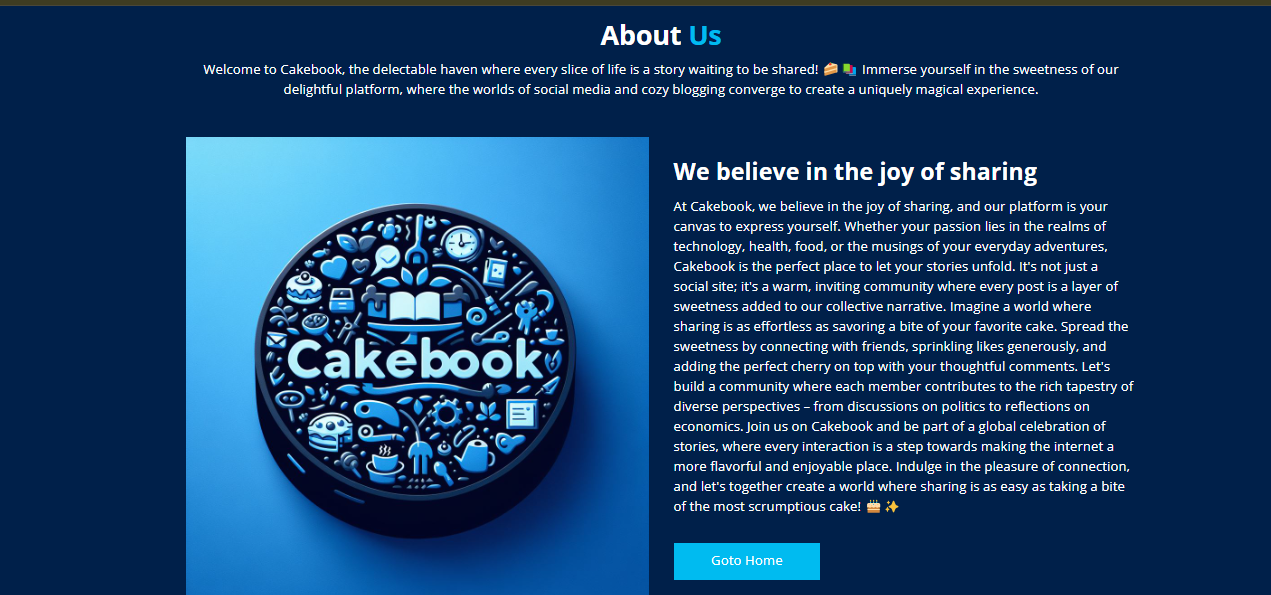 About Us
Welcome to Cakebook, the delectable haven where every slice of life is a story waiting to be shared! 🍰 📚 Immerse yourself in the sweetness of our
delightful platform, where the worlds of social media and cozy blogging converge to create a uniquely magical experience.
Cakebook
We believe in the joy of sharing
At Cakebook, we believe in the joy of sharing, and our platform is your
canvas to express yourself. Whether your passion lies in the realms of
technology, health, food, or the musings of your everyday adventures,
Cakebook is the perfect place to let your stories unfold. It's not just a
social site; it's a warm, inviting community where every post is a layer of
sweetness added to our collective narrative. Imagine a world where
sharing is as effortless as savoring a bite of your favorite cake. Spread the
sweetness by connecting with friends, sprinkling likes generously, and
adding the perfect cherry on top with your thoughtful comments. Let's
build a community where each member contributes to the rich tapestry of
diverse perspectives – from discussions on politics to reflections on
economics. Join us on Cakebook and be part of a global celebration of
stories, where every interaction is a step towards making the internet a
more flavorful and enjoyable place. Indulge in the pleasure of connection,
and let's together create a world where sharing is as easy as taking a bite
of the most scrumptious cake! 🎂 ✨
Goto Home